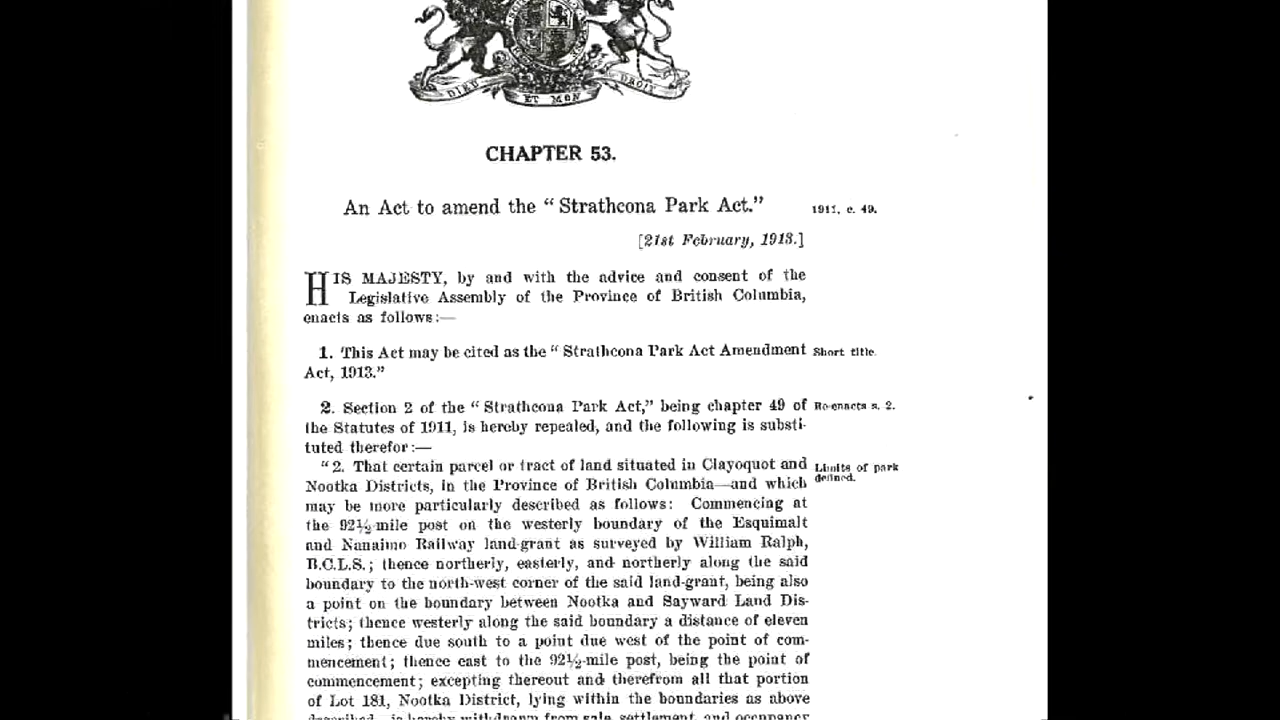 DIEU ET MON DROIT
CHAPTER 53.
An Act to amend the “Strathcona Park Act.” 1911, c. 49.
[21st February, 1913.]
HIS MAJESTY, by and with the advice and consent of the
Legislative Assembly of the Province of British Columbia,
enacts as follows:—
1. This Act may be cited as the “Strathcona Park Act Amendment Short title.
Act, 1913.”
2. Section 2 of the “Strathcona Park Act,” being chapter 49 of Re-enacts s. 2.
the Statutes of 1911, is hereby repealed, and the following is substi-
tuted therefor:—
“2. That certain parcel or tract of land situated in Clayoquot and Limits of park
Nootka Districts, in the Province of British Columbia—and which defined.
may be more particularly described as follows: Commencing at
the 92½-mile post on the westerly boundary of the Esquimalt
and Nanaimo Railway land-grant as surveyed by William Ralph,
B.C.L.S.; thence northerly, easterly, and northerly along the said
boundary to the north-west corner of the said land-grant, being also
a point on the boundary between Nootka and Sayward Land Dis-
tricts; thence westerly along the said boundary a distance of eleven
miles; thence due south to a point due west of the point of com-
mencement; thence east to the 92½-mile post, being the point of
commencement; excepting thereout and therefrom all that portion
of Lot 181, Nootka District, lying within the boundaries as above
described, is hereby withdrawn from sale, settlement, and occupancy